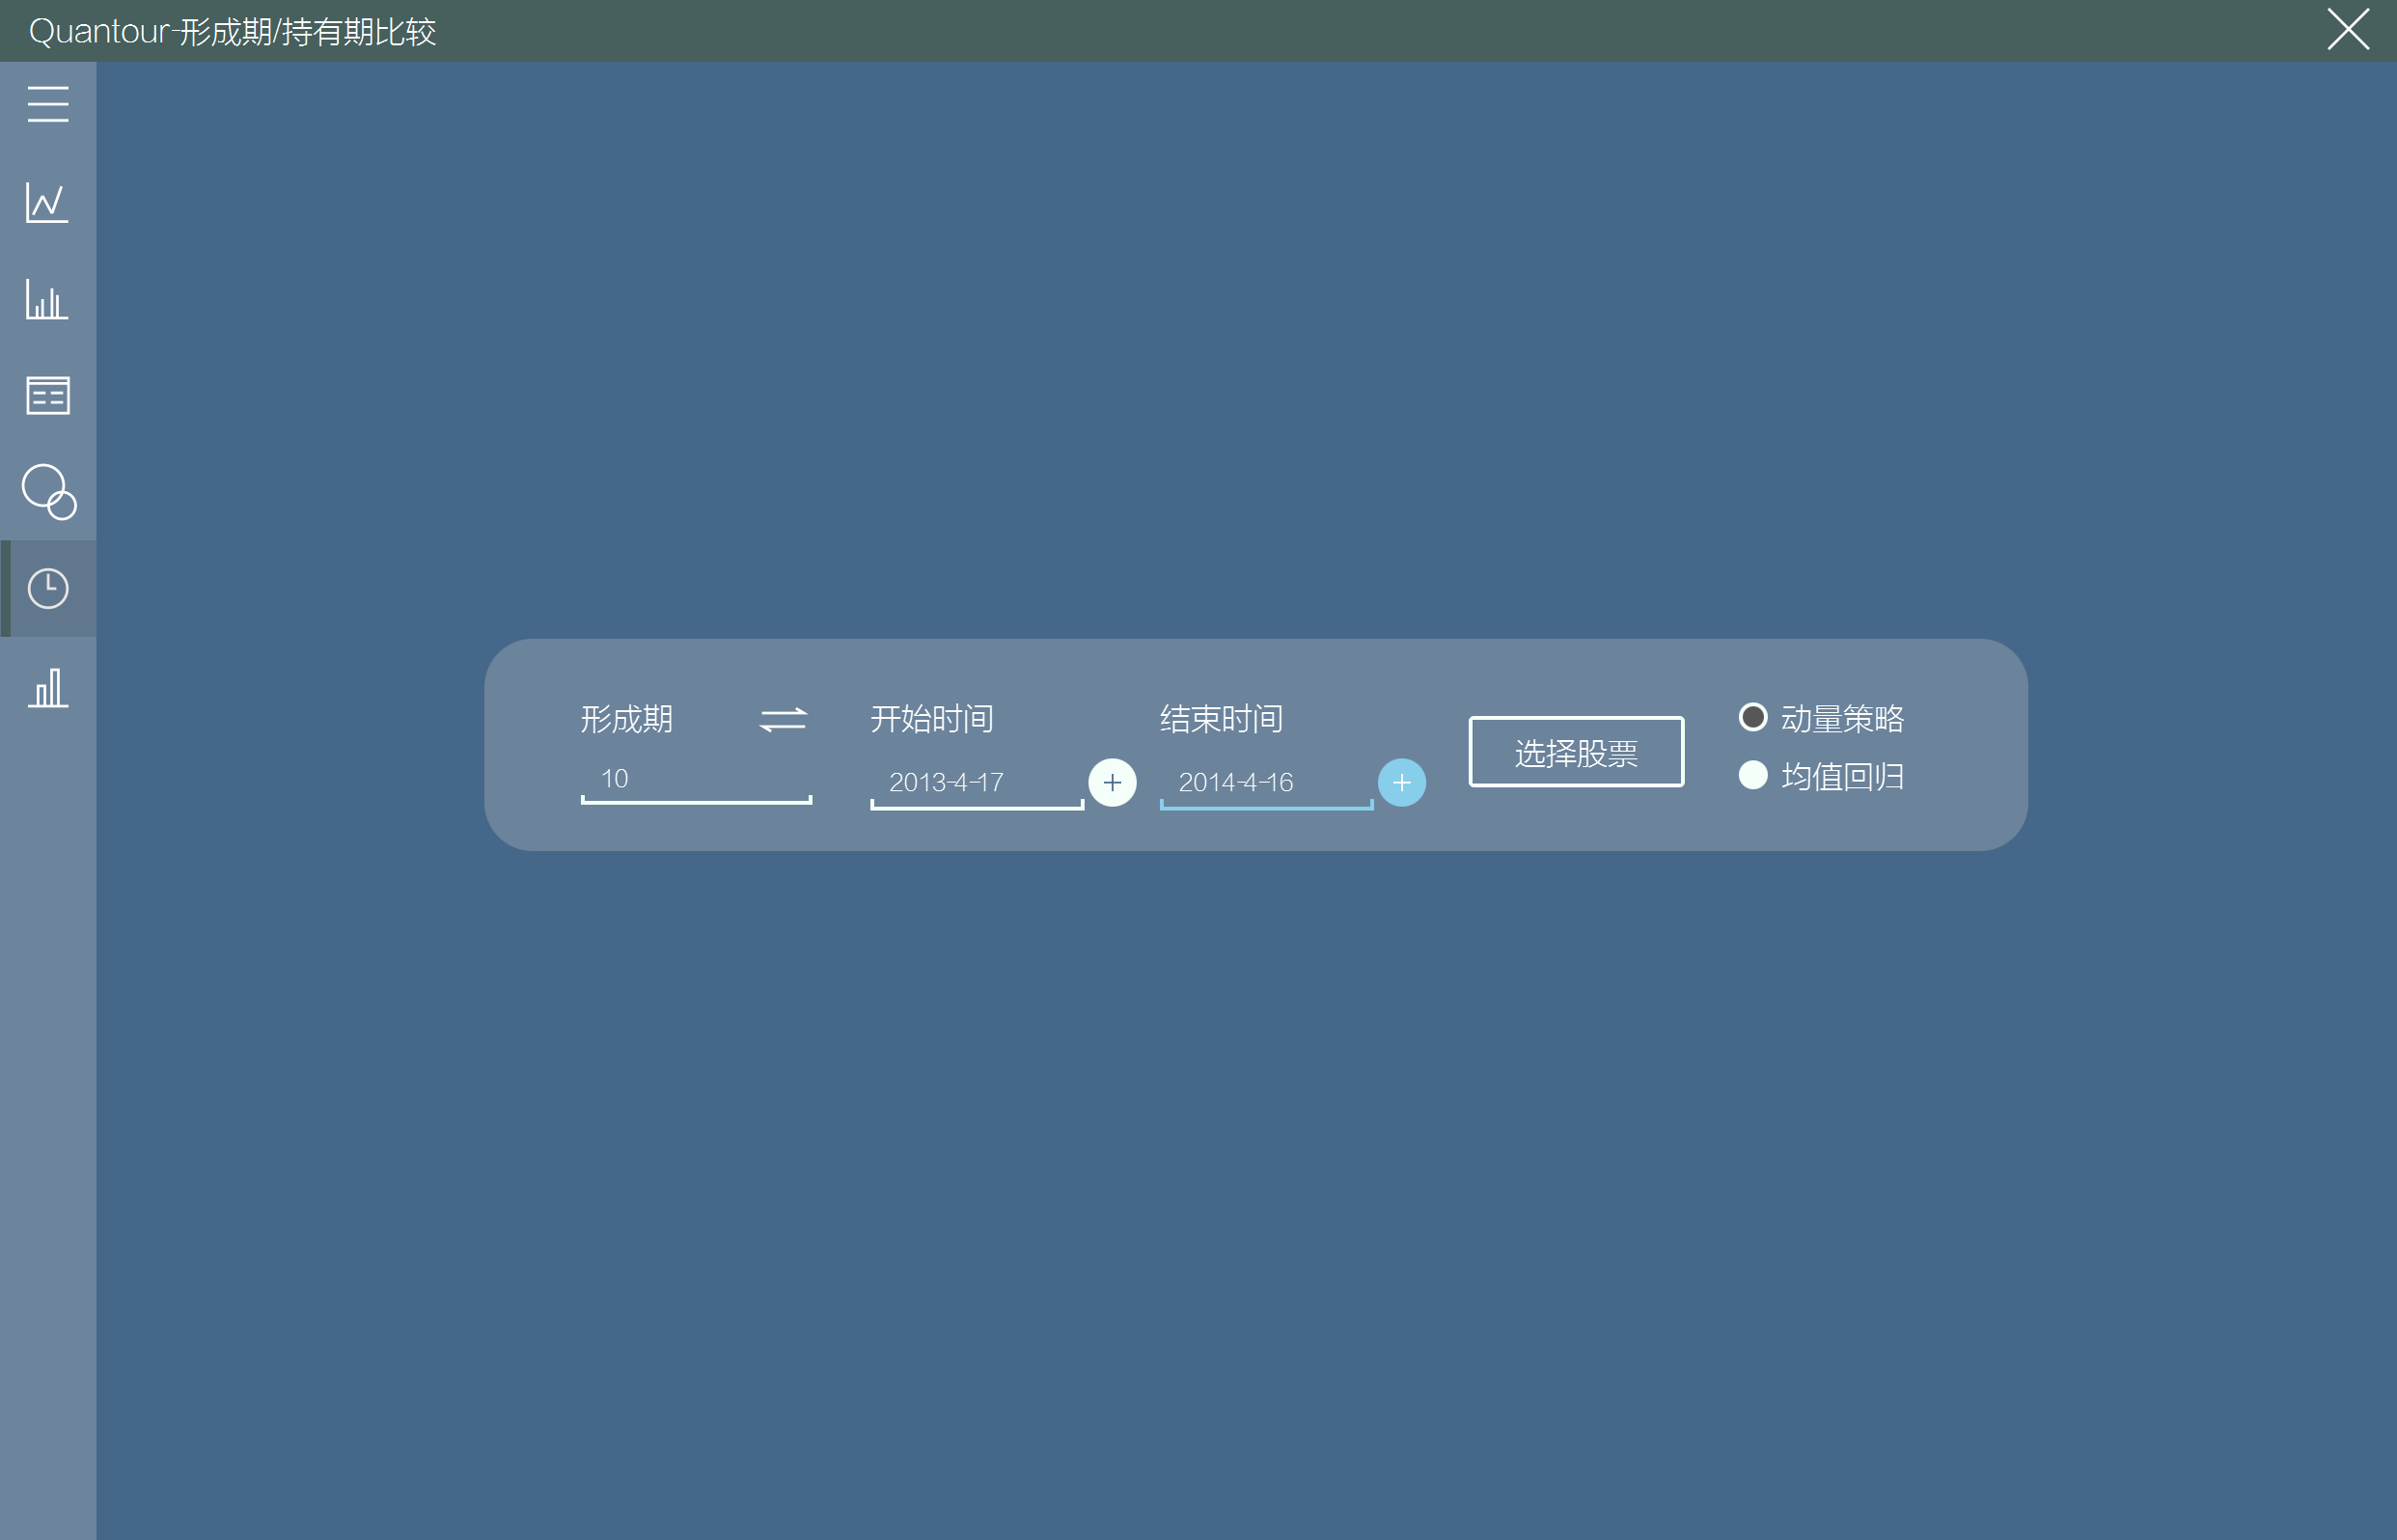 Quantour-形成期/持有期比较
形成期
开始时间
结束时间
10
2013-4-17
2014-4-16
选择股票
动量策略
均值回归